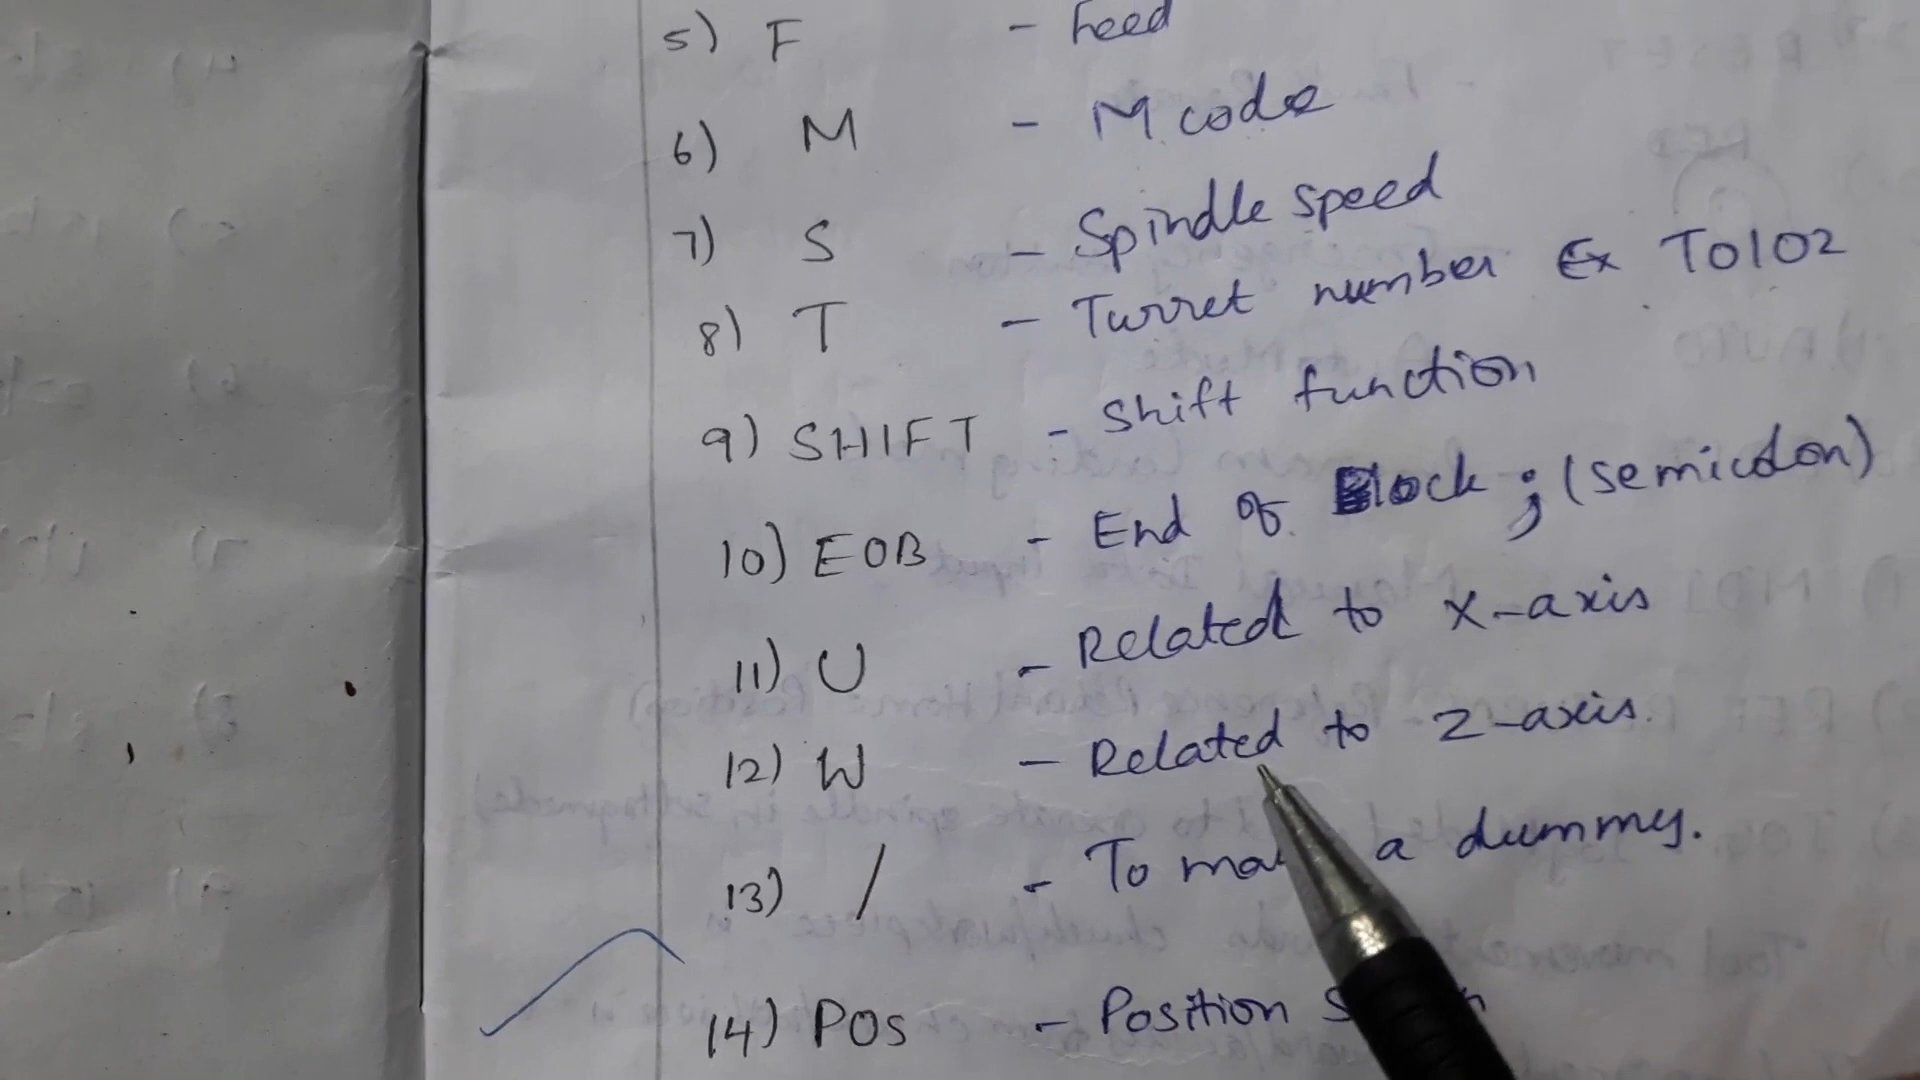 5) F - Feed
6) M - M code
7) S - Spindle speed
8) T - Turret number Ex T0102
9) SHIFT - Shift function
10) EOB - End of Block ; (semicolon)
11) U - Related to X-axis
12) W - Related to Z-axis.
13) / - To a dummy.
14) POS - Position